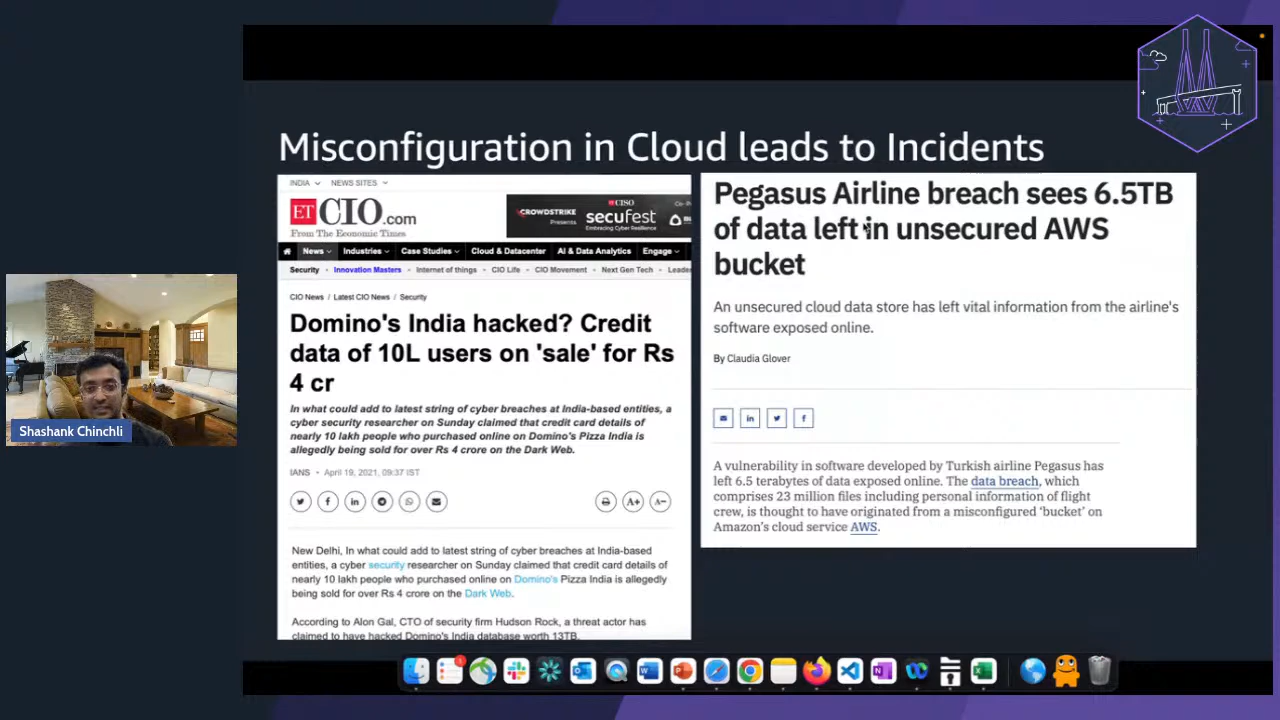 Misconfiguration in Cloud leads to Incidents
INDIA NEWS SITES
ET CIO.com
From The Economic Times
CROWDSTRIKE
Presents
CISO
secufest
Embracing Cyber Resilience
News Industries Case Studies Cloud & Datacenter AI & Data Analytics Engage
Security Innovation Masters Internet of things CIO Life CIO Movement Next Gen Tech Leade
CIO News / Latest CIO News / Security
Domino's India hacked? Credit
data of 10L users on 'sale' for Rs
4 cr
In what could add to latest string of cyber breaches at India-based entities, a
cyber security researcher on Sunday claimed that credit card details of
nearly 10 lakh people who purchased online on Domino's Pizza India is
allegedly being sold for over Rs 4 crore on the Dark Web.
IANS • April 19, 2021, 09:37 IST
A+ A-
New Delhi, In what could add to latest string of cyber breaches at India-based
entities, a cyber security researcher on Sunday claimed that credit card details of
nearly 10 lakh people who purchased online on Domino's Pizza India is allegedly
being sold for over Rs 4 crore on the Dark Web.
According to Alon Gal, CTO of security firm Hudson Rock, a threat actor has
claimed to have hacked Domino's India database worth 13TB.
Pegasus Airline breach sees 6.5TB
of data left in unsecured AWS
bucket
An unsecured cloud data store has left vital information from the airline's
software exposed online.
By Claudia Glover
A vulnerability in software developed by Turkish airline Pegasus has
left 6.5 terabytes of data exposed online. The data breach, which
comprises 23 million files including personal information of flight
crew, is thought to have originated from a misconfigured 'bucket' on
Amazon's cloud service AWS.
Shashank Chinchli